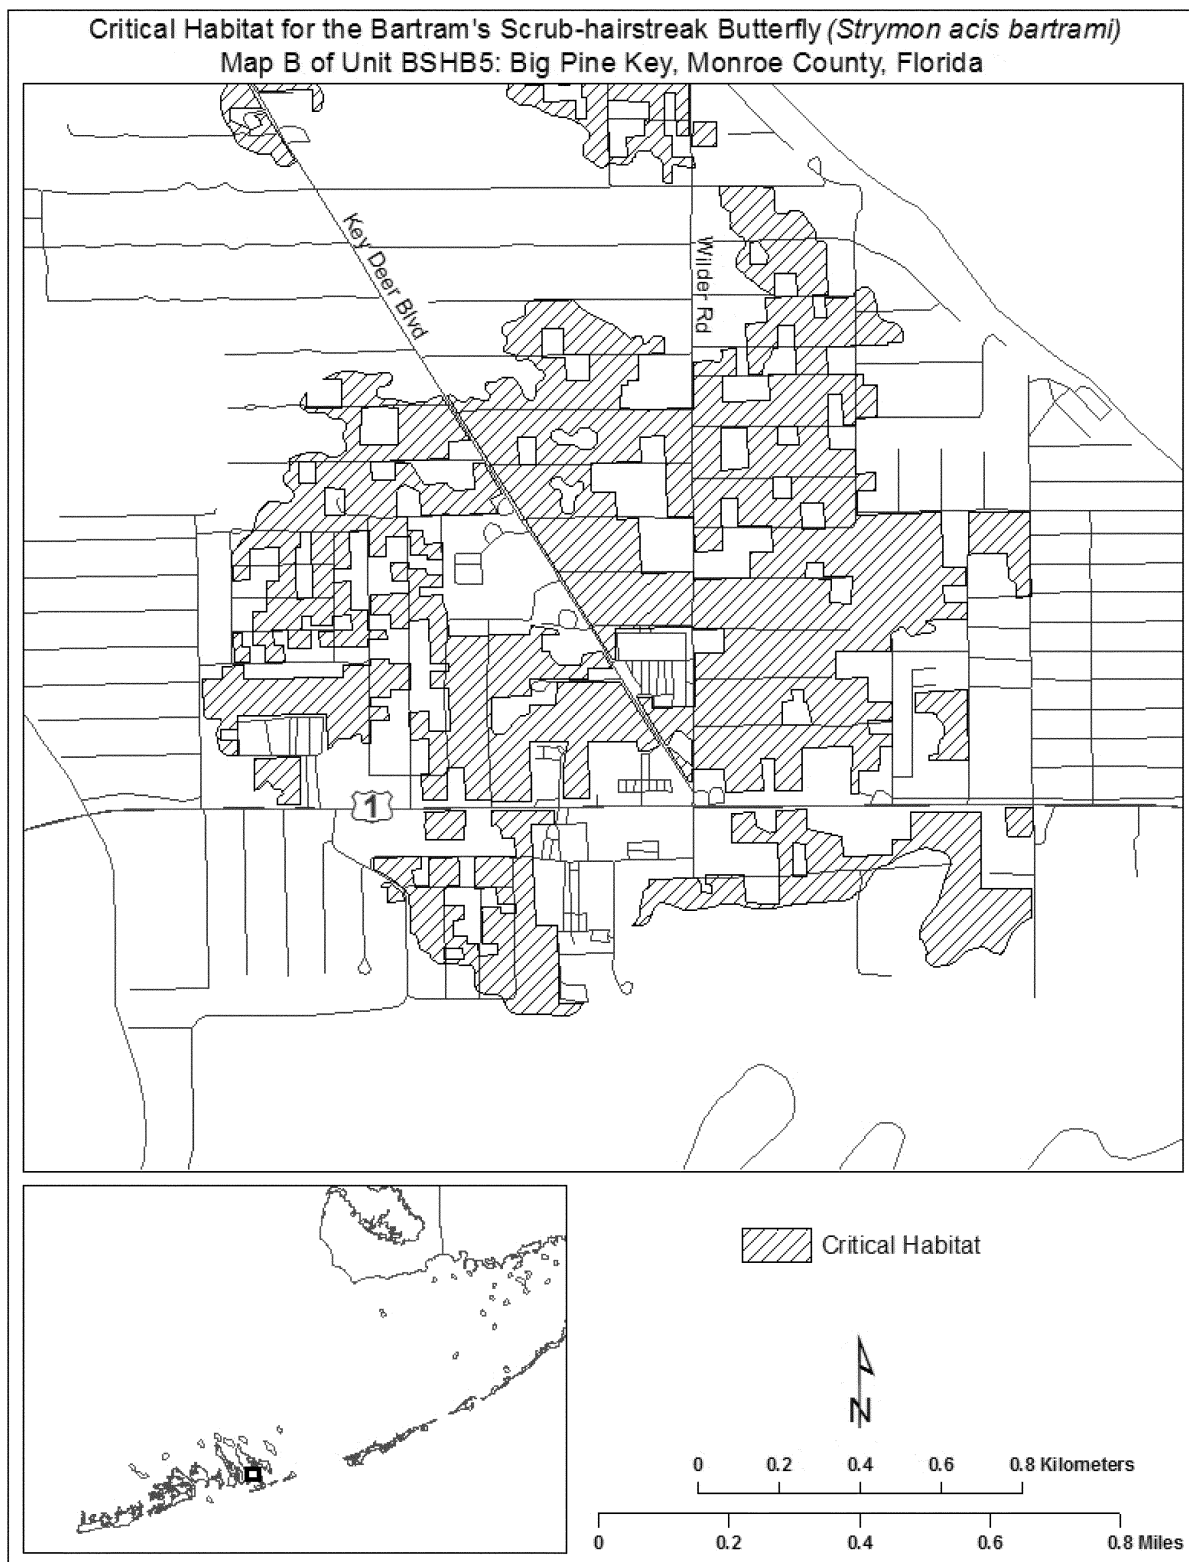 Critical Habitat for the Bartram's Scrub-hairstreak Butterfly (Strymon acis bartrami)
Map B of Unit BSHB5: Big Pine Key, Monroe County, Florida
Key Deer Blvd
Wilder Rd
1
Critical Habitat
N
0 0.2 0.4 0.6 0.8 Kilometers
0 0.2 0.4 0.6 0.8 Miles